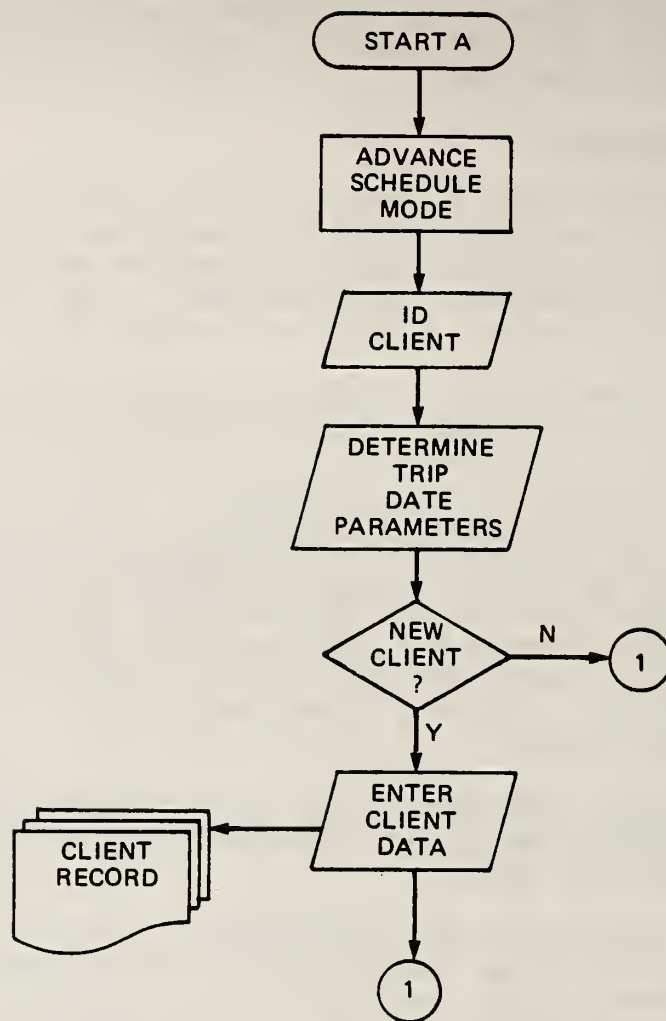 START A
ADVANCE
SCHEDULE
MODE
ID
CLIENT
DETERMINE
TRIP
DATE
PARAMETERS
NEW
CLIENT
?
N
1
Y
ENTER
CLIENT
DATA
CLIENT
RECORD
1